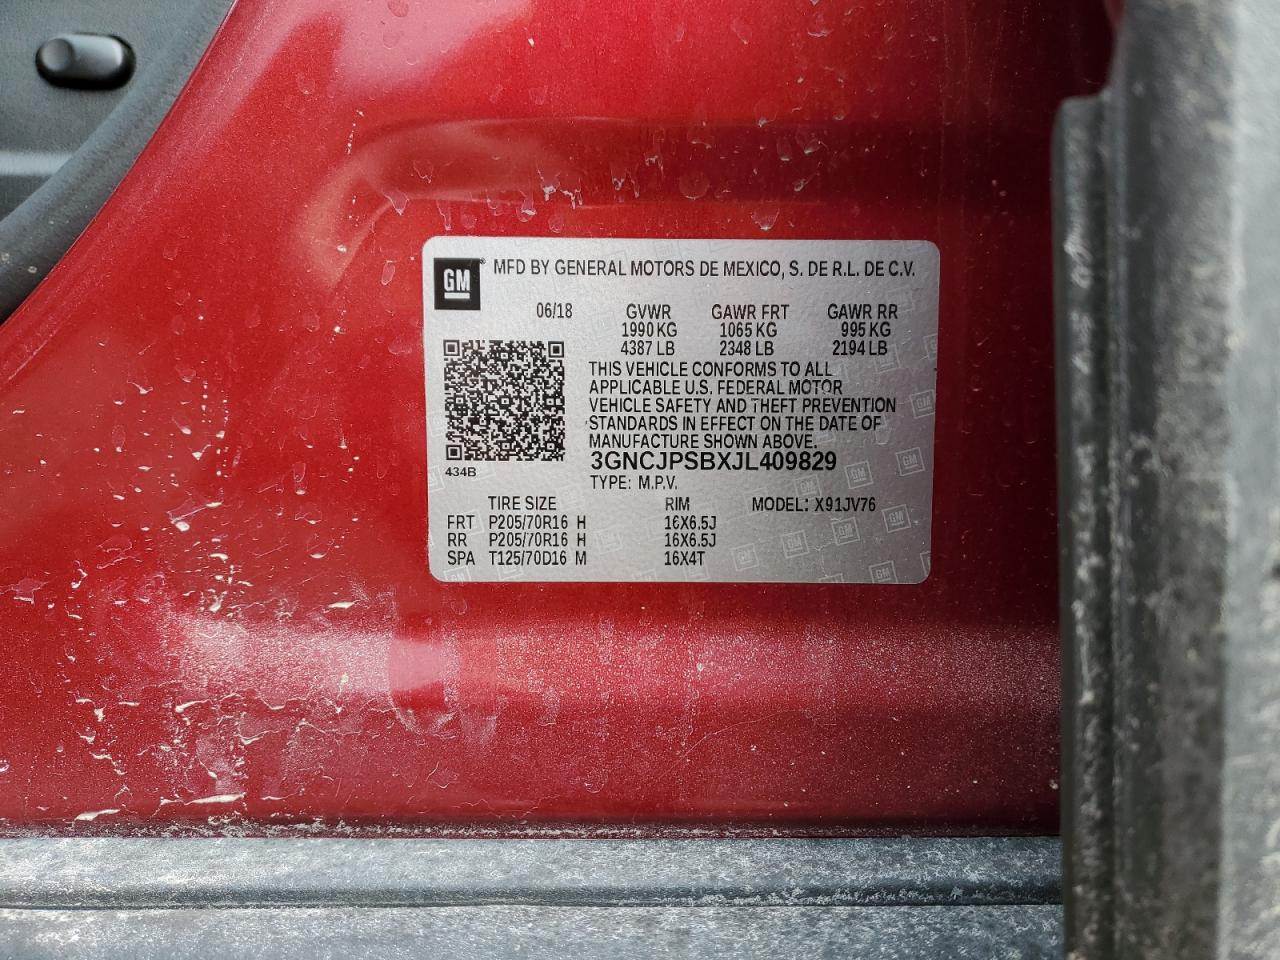 GM® MFD BY GENERAL MOTORS DE MEXICO, S. DE R.L. DE C.V.
06/18 GVWR GAWR FRT GAWR RR
1990 KG 1065 KG 995 KG
4387 LB 2348 LB 2194 LB
THIS VEHICLE CONFORMS TO ALL
APPLICABLE U.S. FEDERAL MOTOR
VEHICLE SAFETY AND THEFT PREVENTION
STANDARDS IN EFFECT ON THE DATE OF
MANUFACTURE SHOWN ABOVE.
3GNCJPSBXJL409829
434B
TYPE: M.P.V.
TIRE SIZE RIM MODEL: X91JV76
FRT P205/70R16 H 16X6.5J
RR P205/70R16 H 16X6.5J
SPA T125/70D16 M 16X4T